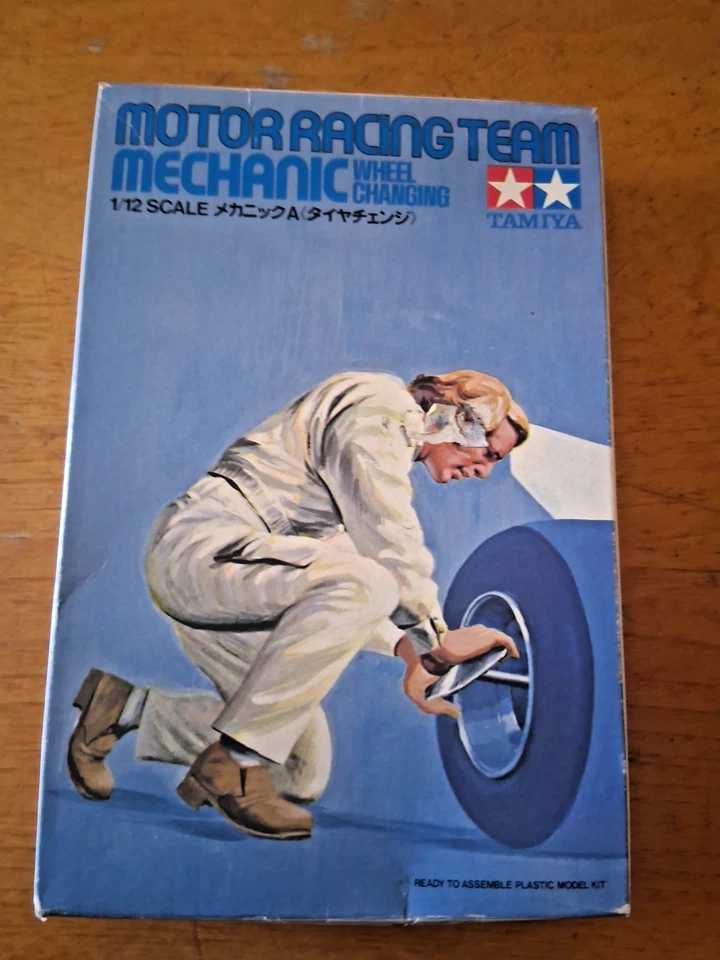 MOTOR RACING TEAM
MECHANIC WHEEL CHANGING
1/12 SCALE メカニックA《タイヤチェンジ》
TAMIYA
READY TO ASSEMBLE PLASTIC MODEL KIT